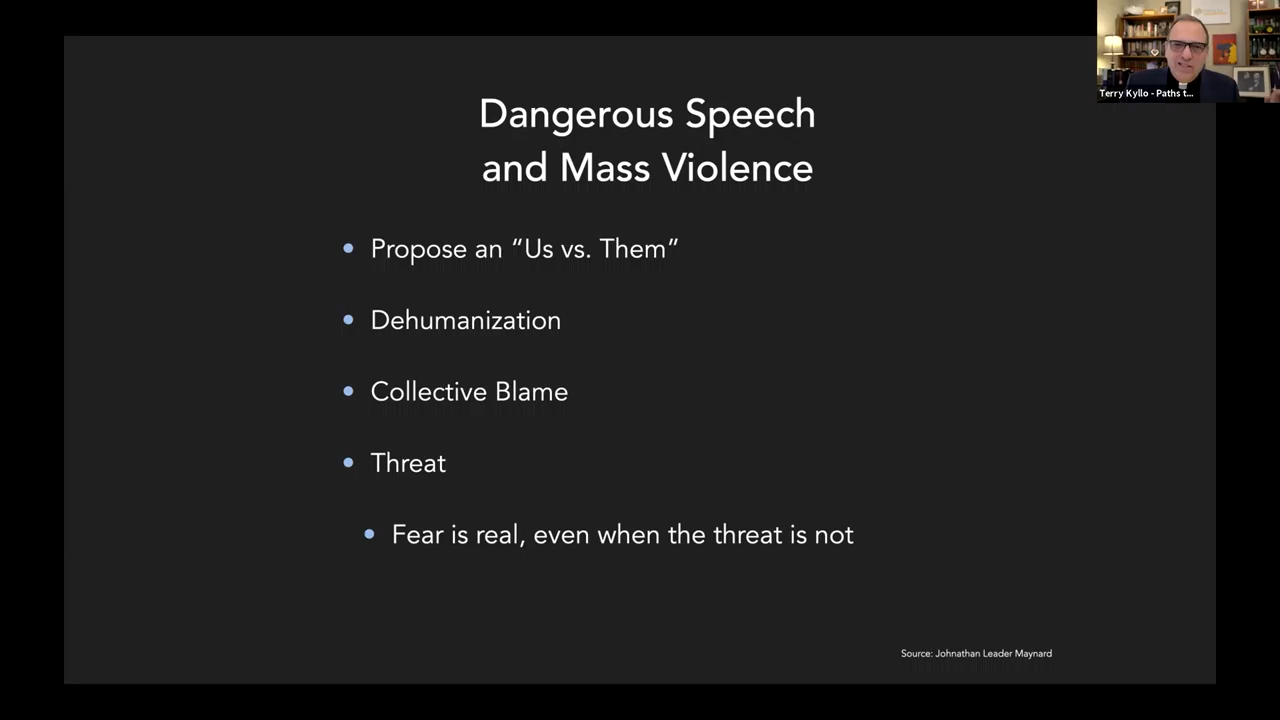 Dangerous Speech
and Mass Violence
• Propose an “Us vs. Them”
• Dehumanization
• Collective Blame
• Threat
• Fear is real, even when the threat is not
Source: Johnathan Leader Maynard
Terry Kyllo - Paths t...